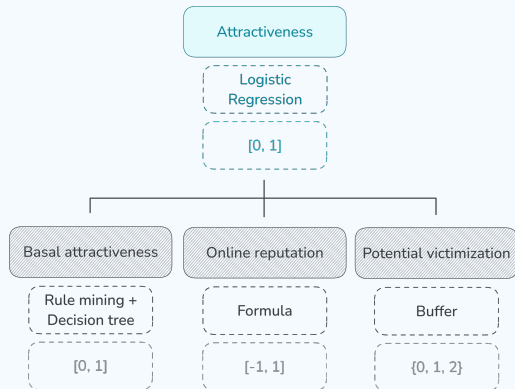 Attractiveness
Logistic
Regression
[0, 1]
Basal attractiveness
Online reputation
Potential victimization
Rule mining +
Decision tree
Formula
Buffer
[0, 1]
[-1, 1]
{0, 1, 2}